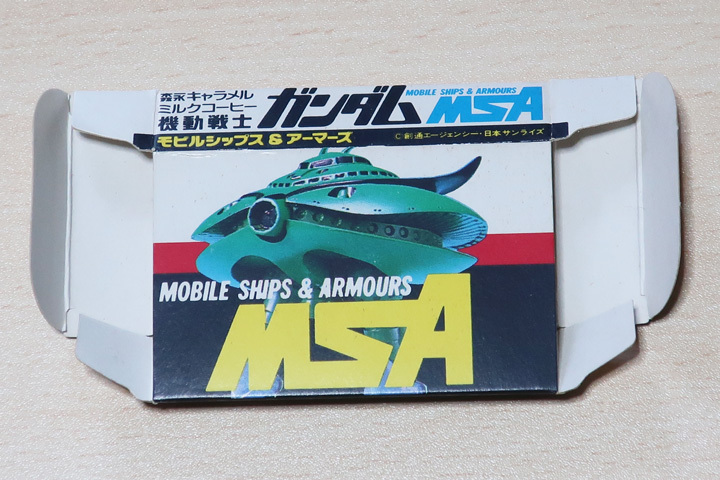 森永キャラメル
ミルクコーヒー
機動戦士
ガンダム
MOBILE SHIPS & ARMOURS
MSA
モビルシップス & アーマーズ
©創通エージェンシー・日本サンライズ
MOBILE SHIPS & ARMOURS
MSA